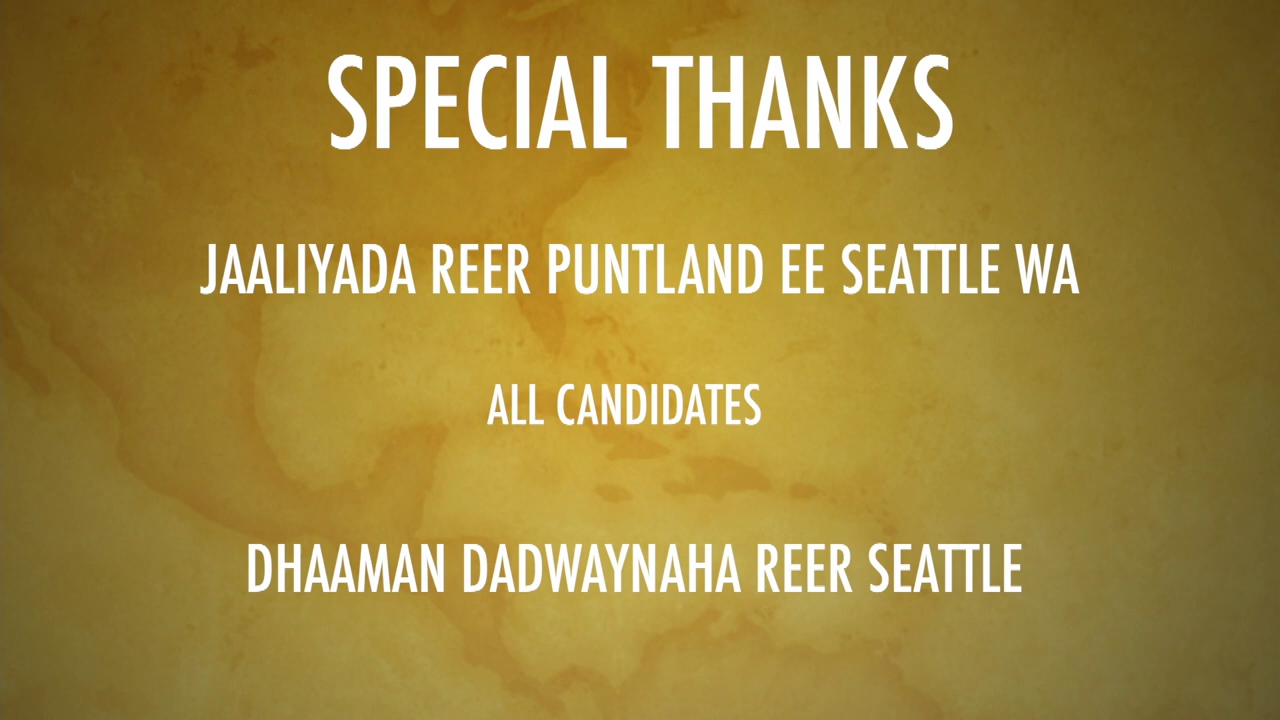 SPECIAL THANKS
JAALIYADA REER PUNTLAND EE SEATTLE WA
ALL CANDIDATES
DHAAMAN DADWAYNAHA REER SEATTLE